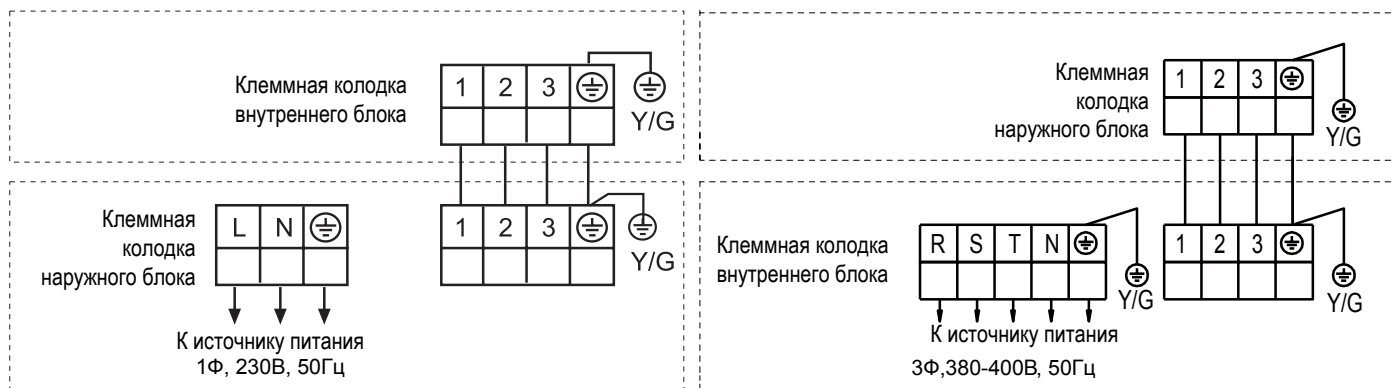 Клеммная колодка
внутреннего блока
1 2 3
Y/G
Клеммная
колодка
наружного блока
L N
1 2 3
Y/G
К источнику питания
1Ф, 230В, 50Гц
Клеммная
колодка
наружного блока
1 2 3
Y/G
Клеммная колодка
внутреннего блока
R S T N
Y/G
1 2 3
Y/G
К источнику питания
3Ф,380-400В, 50Гц